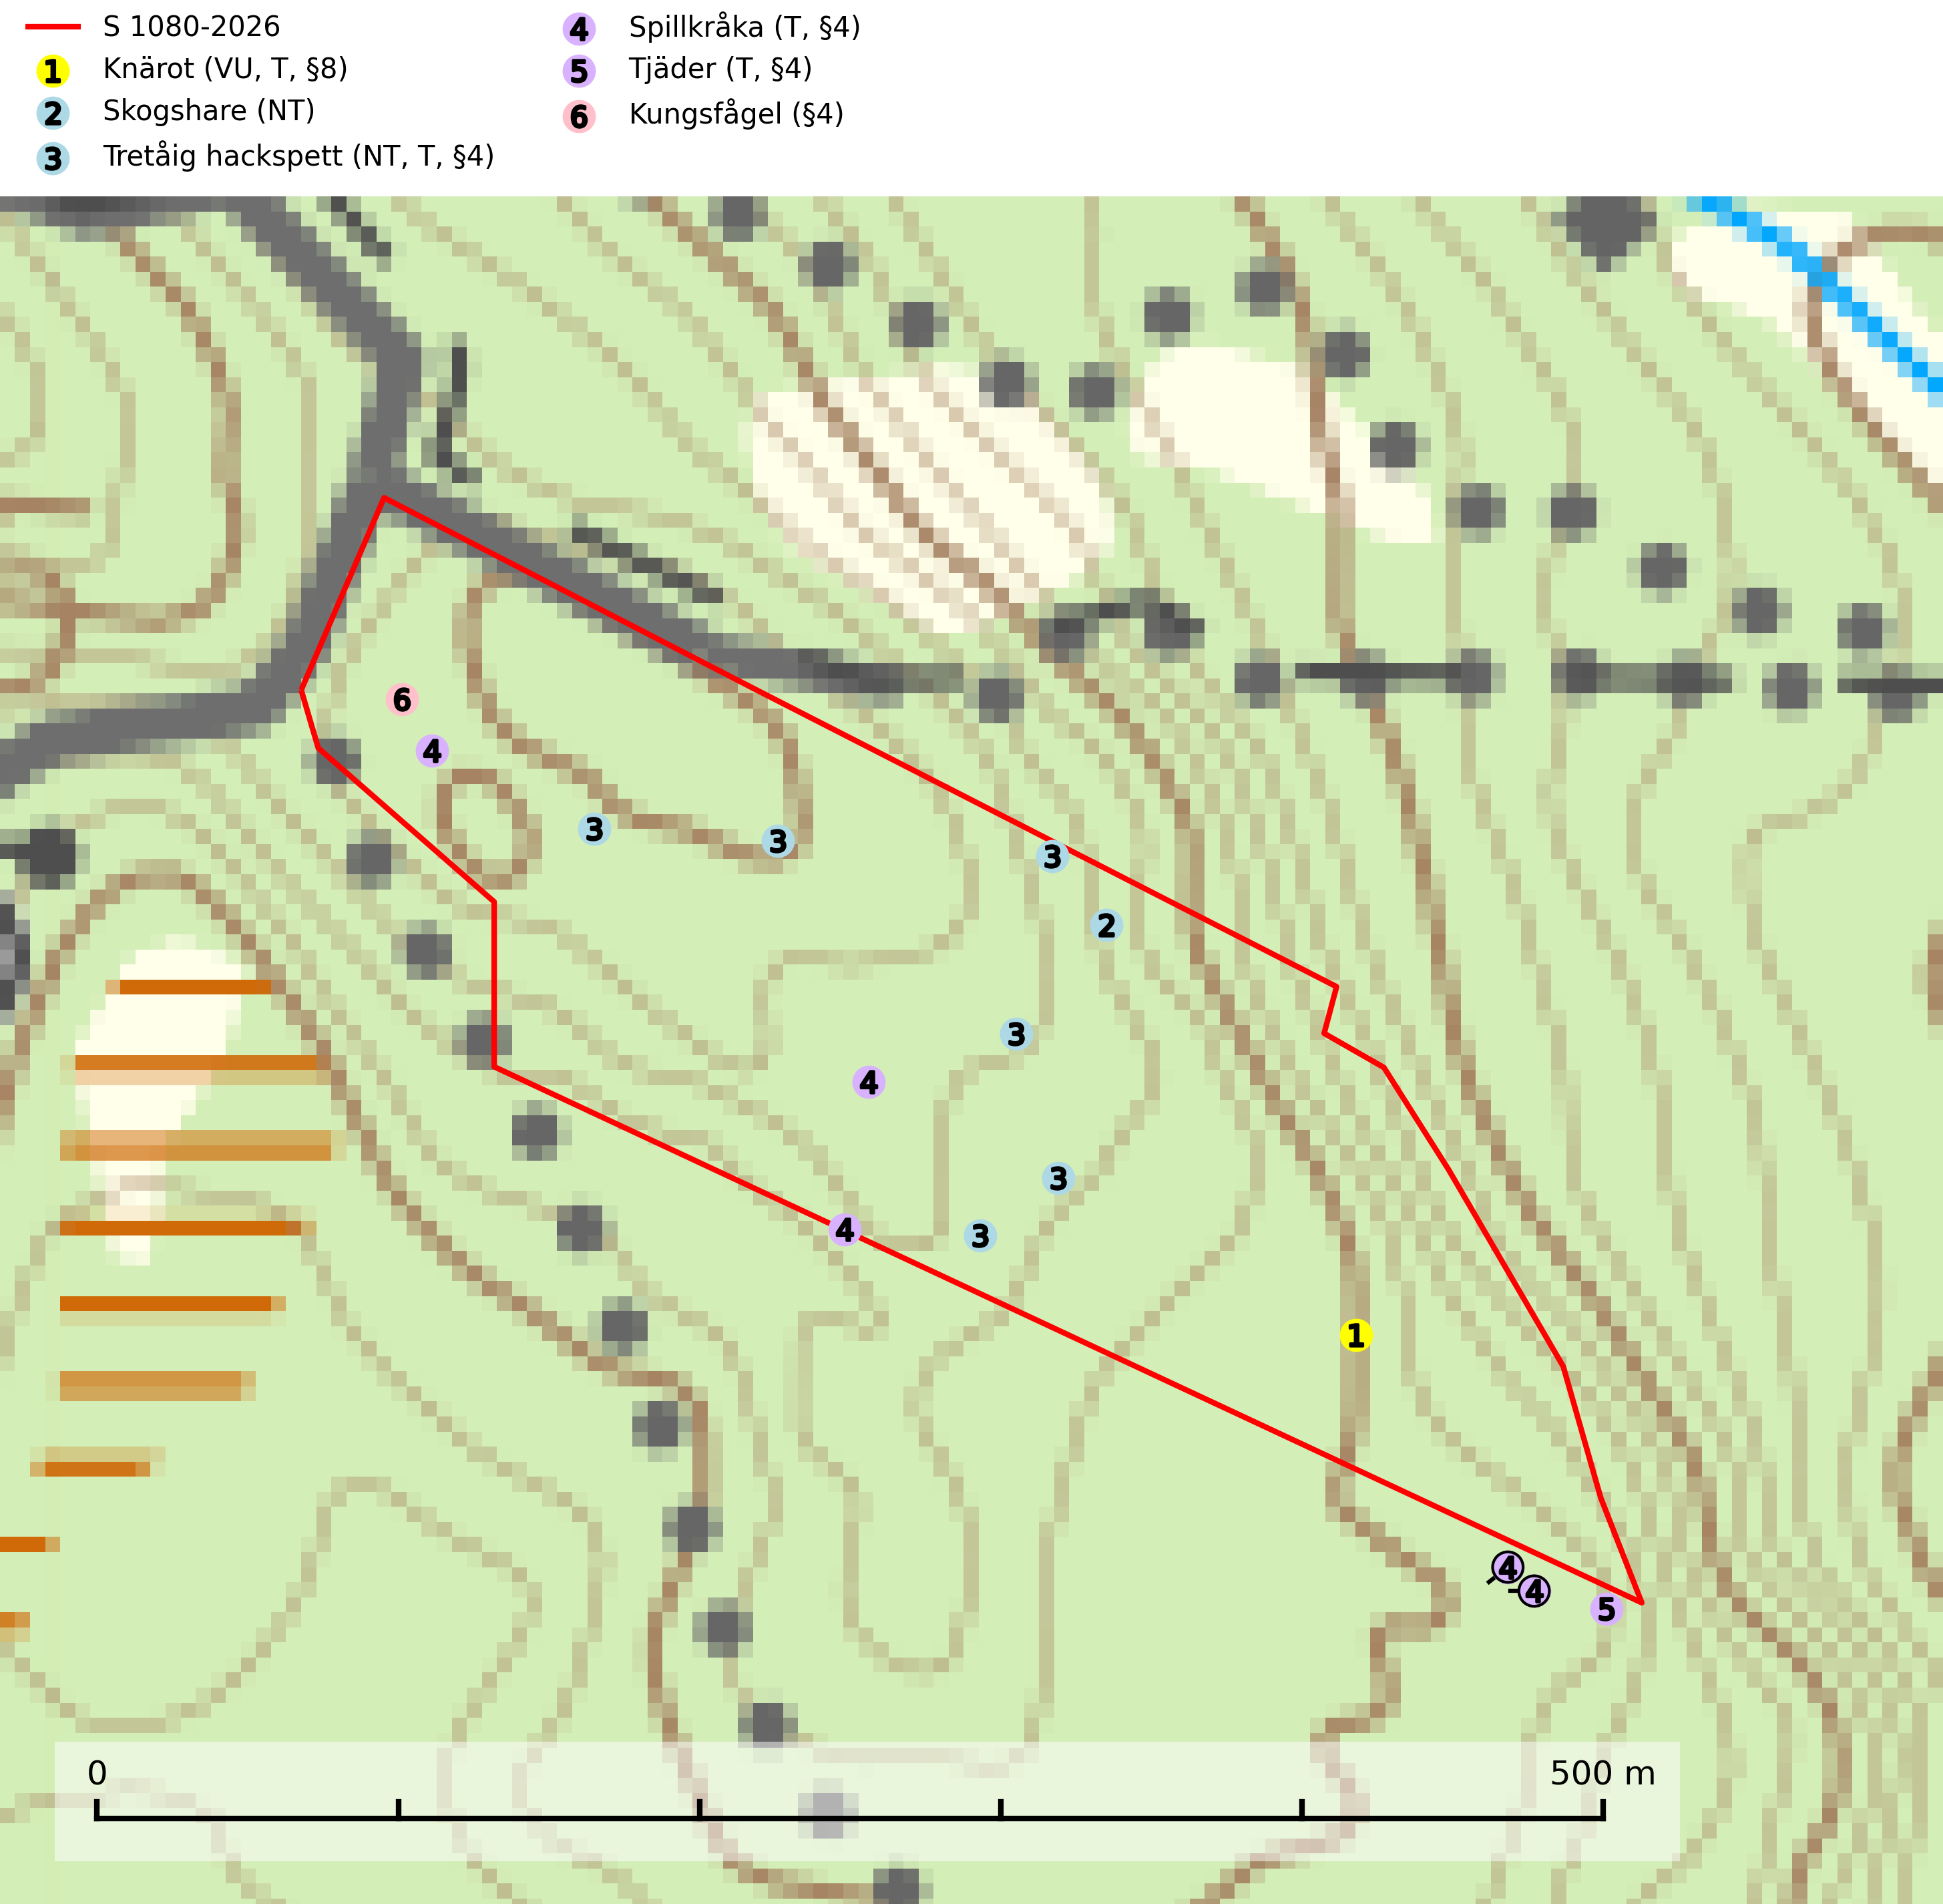 S 1080-2026
1 Knärot (VU, T, §8)
2 Skogshare (NT)
3 Tretåig hackspett (NT, T, §4)
4 Spillkråka (T, §4)
5 Tjäder (T, §4)
6 Kungsfågel (§4)
6
4
3
3
3
2
3
4
3
4
3
1
4
4
5
0 500 m